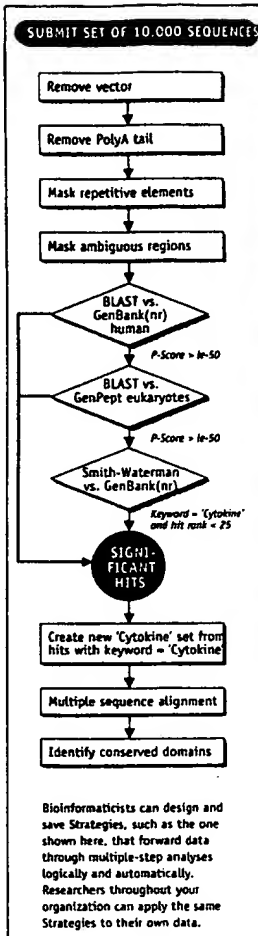 SUBMIT SET OF 10,000 SEQUENCES
Remove vector
Remove PolyA tail
Mask repetitive elements
Mask ambiguous regions
BLAST vs.
GenBank(nr)
human
P-Score > 1e-50
BLAST vs.
GenPept eukaryotes
P-Score > 1e-50
Smith-Waterman
vs. GenBank(nr)
Keyword = 'Cytokine'
and hit rank < 25
SIGNI-
FICANT
HITS
Create new 'Cytokine' set from
hits with keyword = 'Cytokine'
Multiple sequence alignment
Identify conserved domains
Bioinformaticists can design and
save Strategies, such as the one
shown here, that forward data
through multiple-step analyses
logically and automatically.
Researchers throughout your
organization can apply the same
Strategies to their own data.